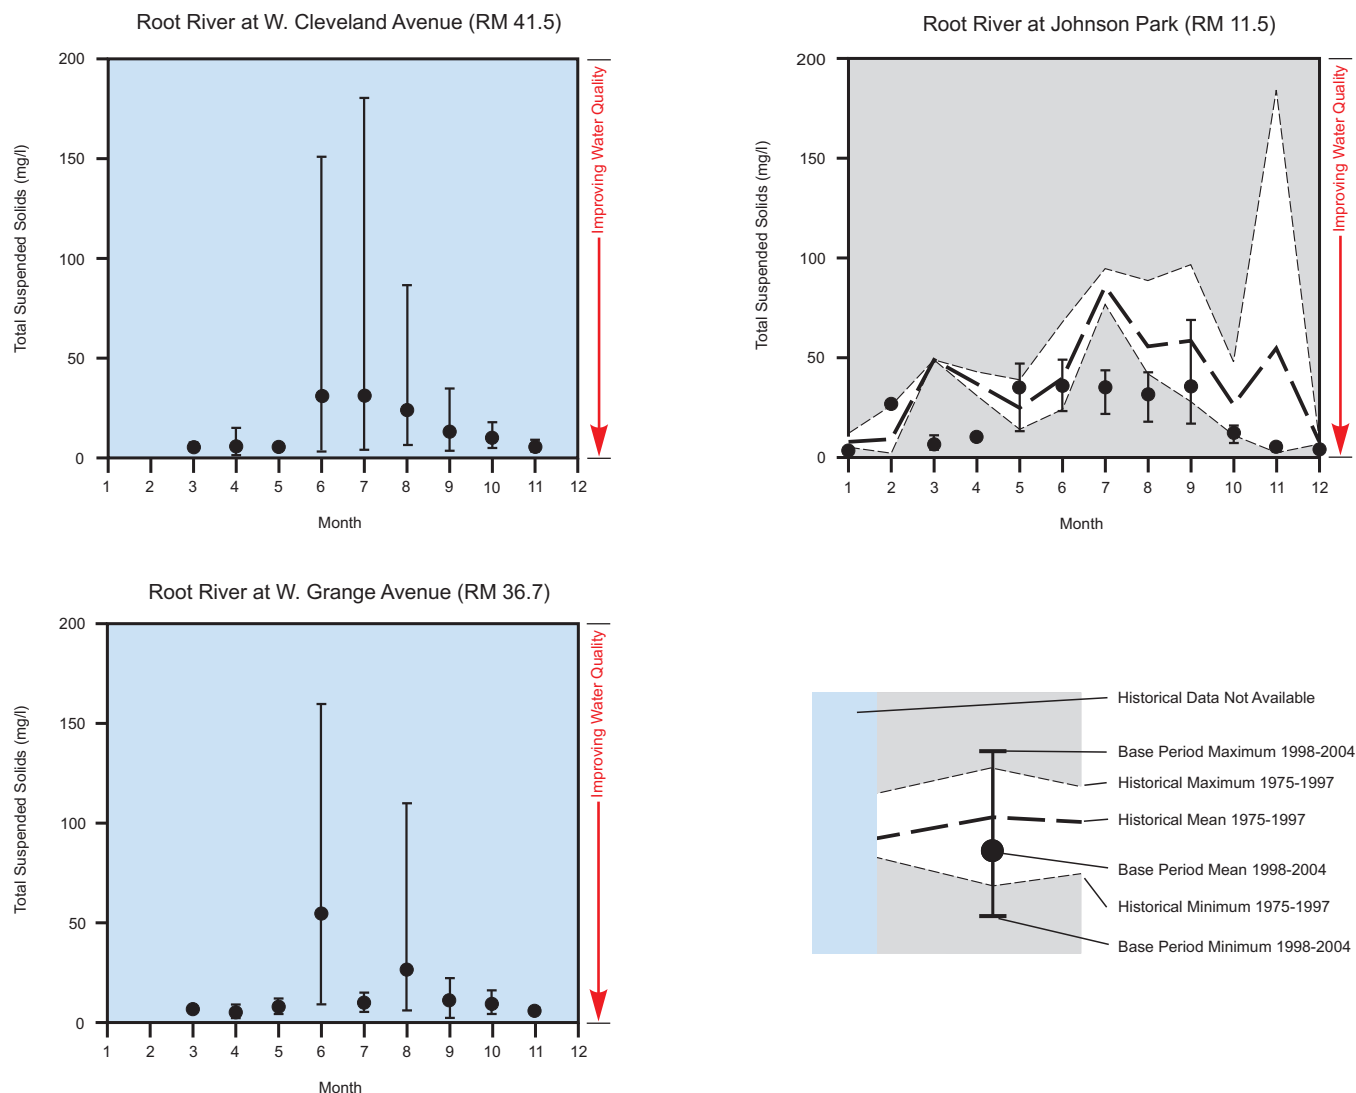 Root River at W. Cleveland Avenue (RM 41.5)
Total Suspended Solids (mg/l)
200
150
100
50
0
1 2 3 4 5 6 7 8 9 10 11 12
Month
Improving Water Quality
Root River at Johnson Park (RM 11.5)
Total Suspended Solids (mg/l)
200
150
100
50
0
1 2 3 4 5 6 7 8 9 10 11 12
Month
Improving Water Quality
Root River at W. Grange Avenue (RM 36.7)
Total Suspended Solids (mg/l)
200
150
100
50
0
1 2 3 4 5 6 7 8 9 10 11 12
Month
Improving Water Quality
Historical Data Not Available
Base Period Maximum 1998-2004
Historical Maximum 1975-1997
Historical Mean 1975-1997
Base Period Mean 1998-2004
Historical Minimum 1975-1997
Base Period Minimum 1998-2004